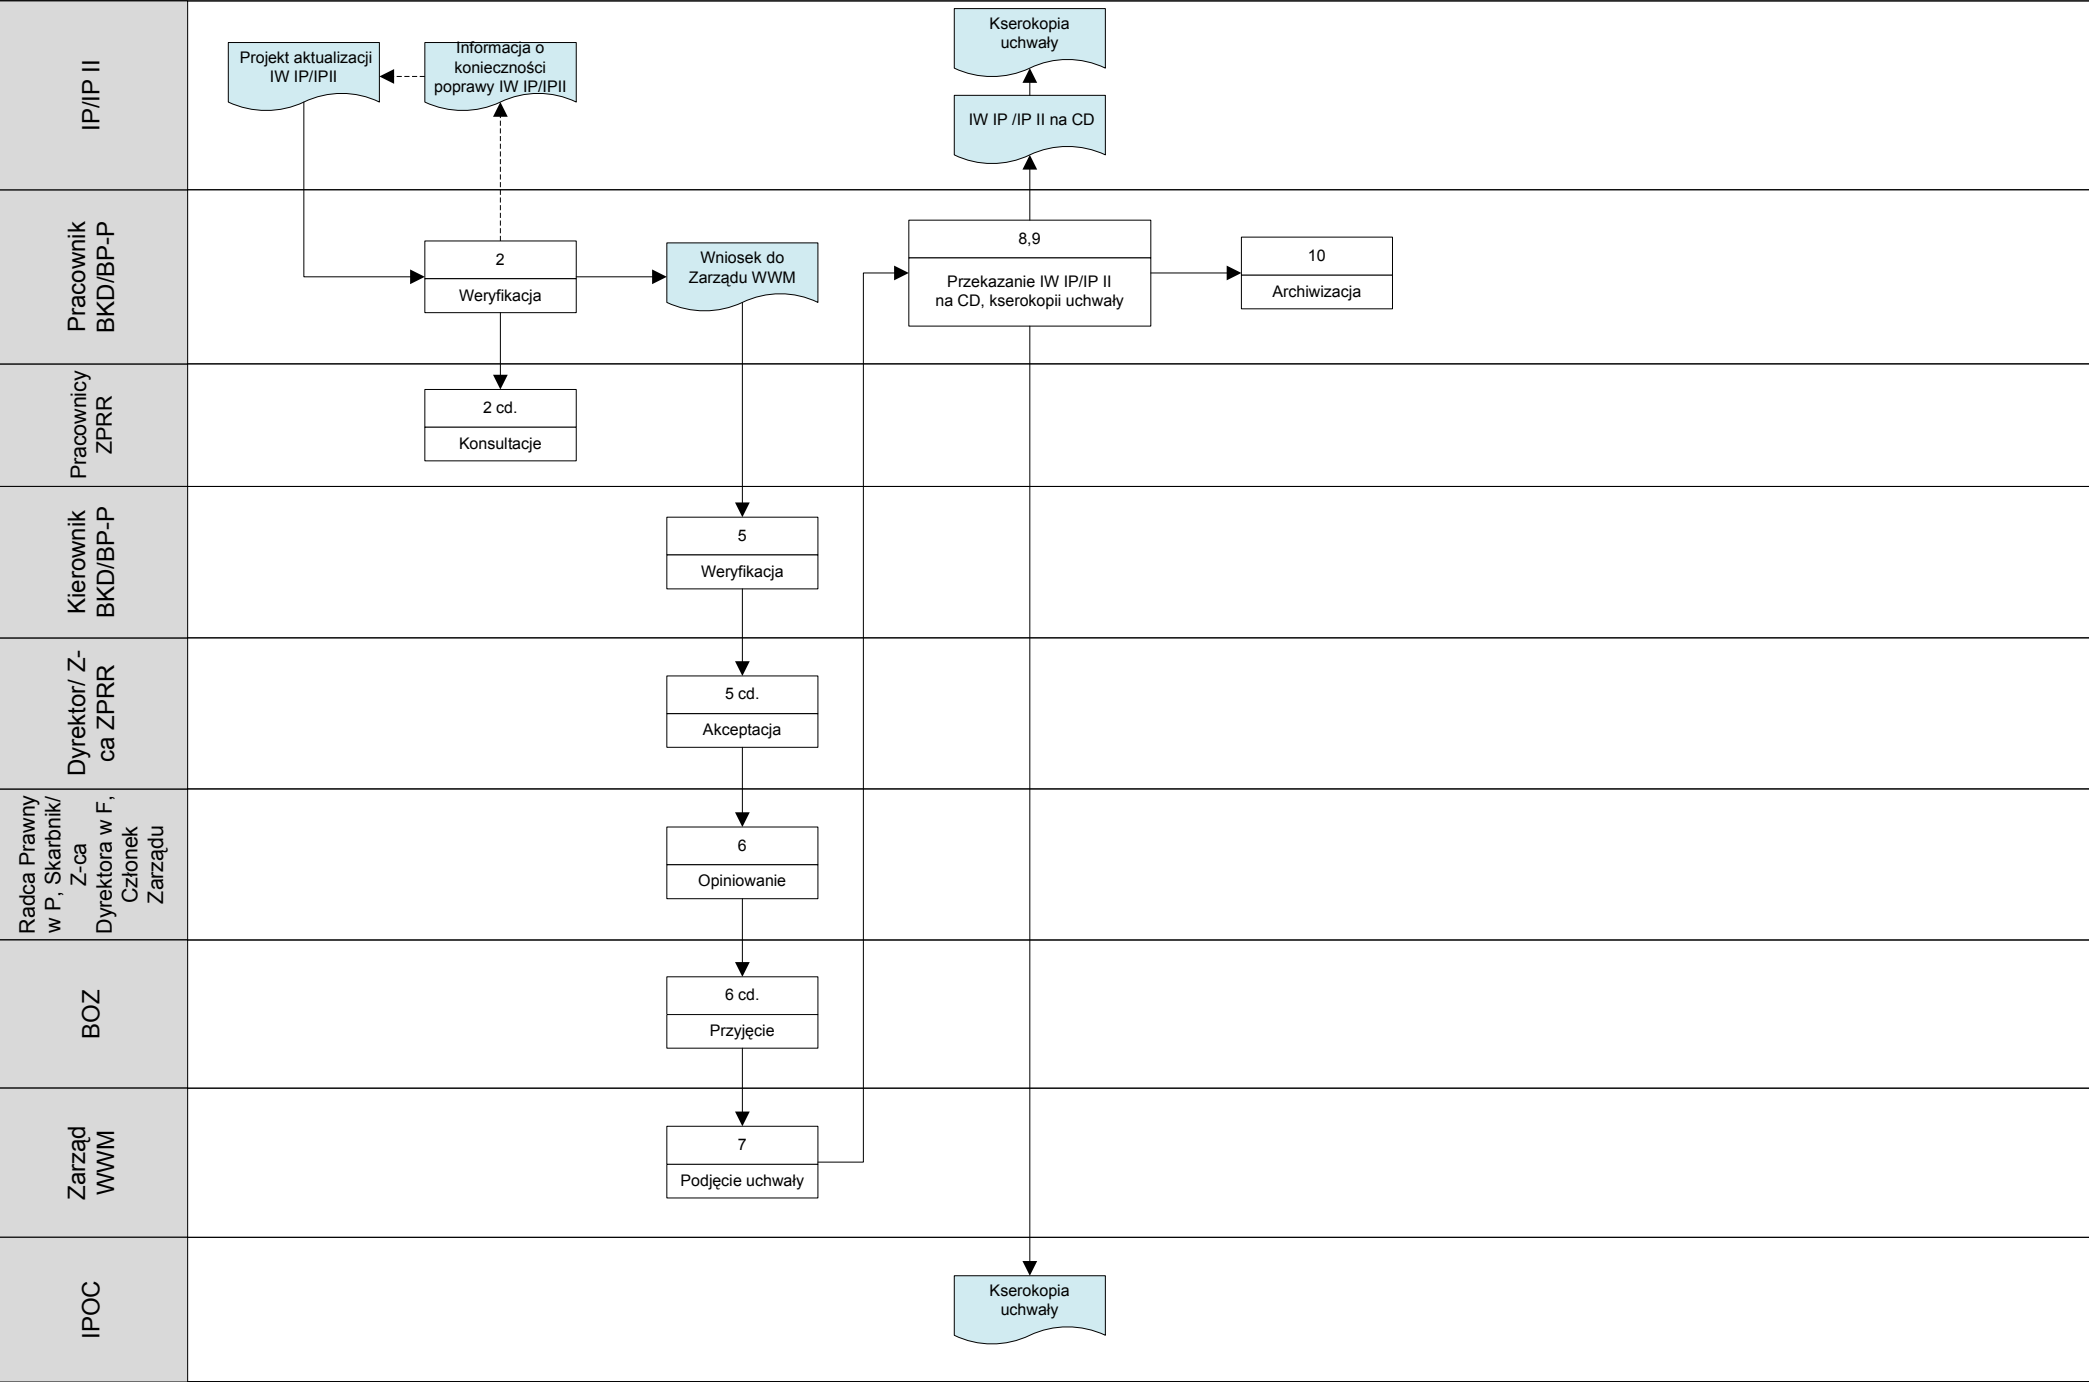 IP/IP II
Projekt aktualizacji
IW IP/IPII
Informacja o
konieczności
poprawy IW IP/IPII
Kserokopia
uchwały
IW IP /IP II na CD
Pracownik
BKD/BP-P
2
Weryfikacja
Wniosek do
Zarządu WWM
8,9
Przekazanie IW IP/IP II
na CD, kserokopii uchwały
10
Archiwizacja
Pracownicy
ZPRR
2 cd.
Konsultacje
Kierownik
BKD/BP-P
5
Weryfikacja
Dyrektor/ Z-
ca ZPRR
5 cd.
Akceptacja
Radca Prawny
w P, Skarbnik/
Z-ca
Dyrektora w F,
Członek
Zarządu
6
Opiniowanie
BOZ
6 cd.
Przyjęcie
Zarząd
WWM
7
Podjęcie uchwały
IPOC
Kserokopia
uchwały